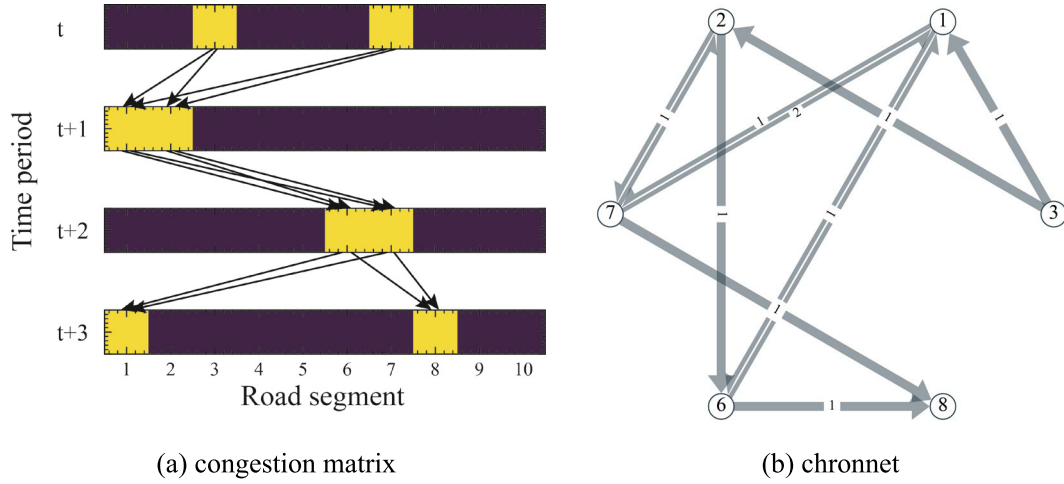 t
t+1
t+2
t+3
Time period
1 2 3 4 5 6 7 8 9 10
Road segment
(a) congestion matrix
2
1
1
1
2
1
1
7
3
1
1
1
6
1
8
(b) chronnet